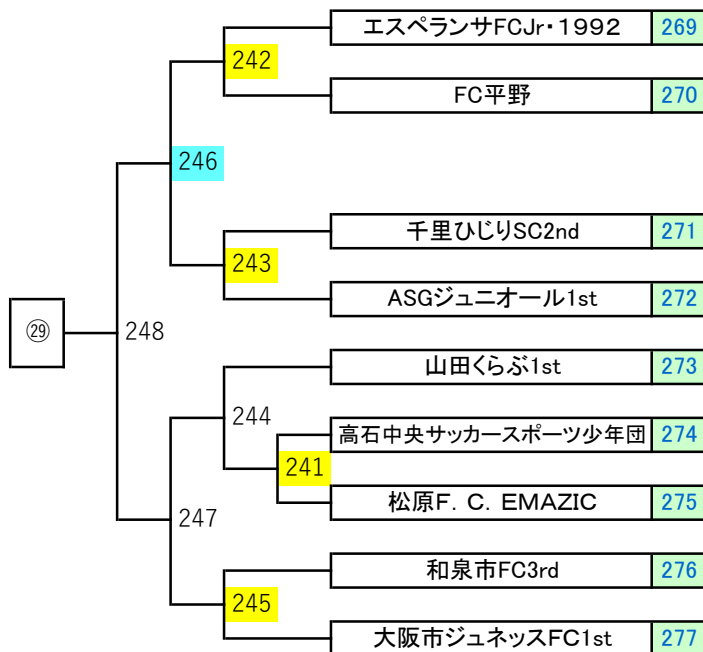 エスペランサFCJr・1992 269
242
FC平野 270
246
千里ひじりSC2nd 271
243
ASGジュニオール1st 272
㉙
248
山田くらぶ1st 273
244
高石中央サッカースポーツ少年団 274
241
松原F．C．EMAZIC 275
247
和泉市FC3rd 276
245
大阪市ジュネッスFC1st 277